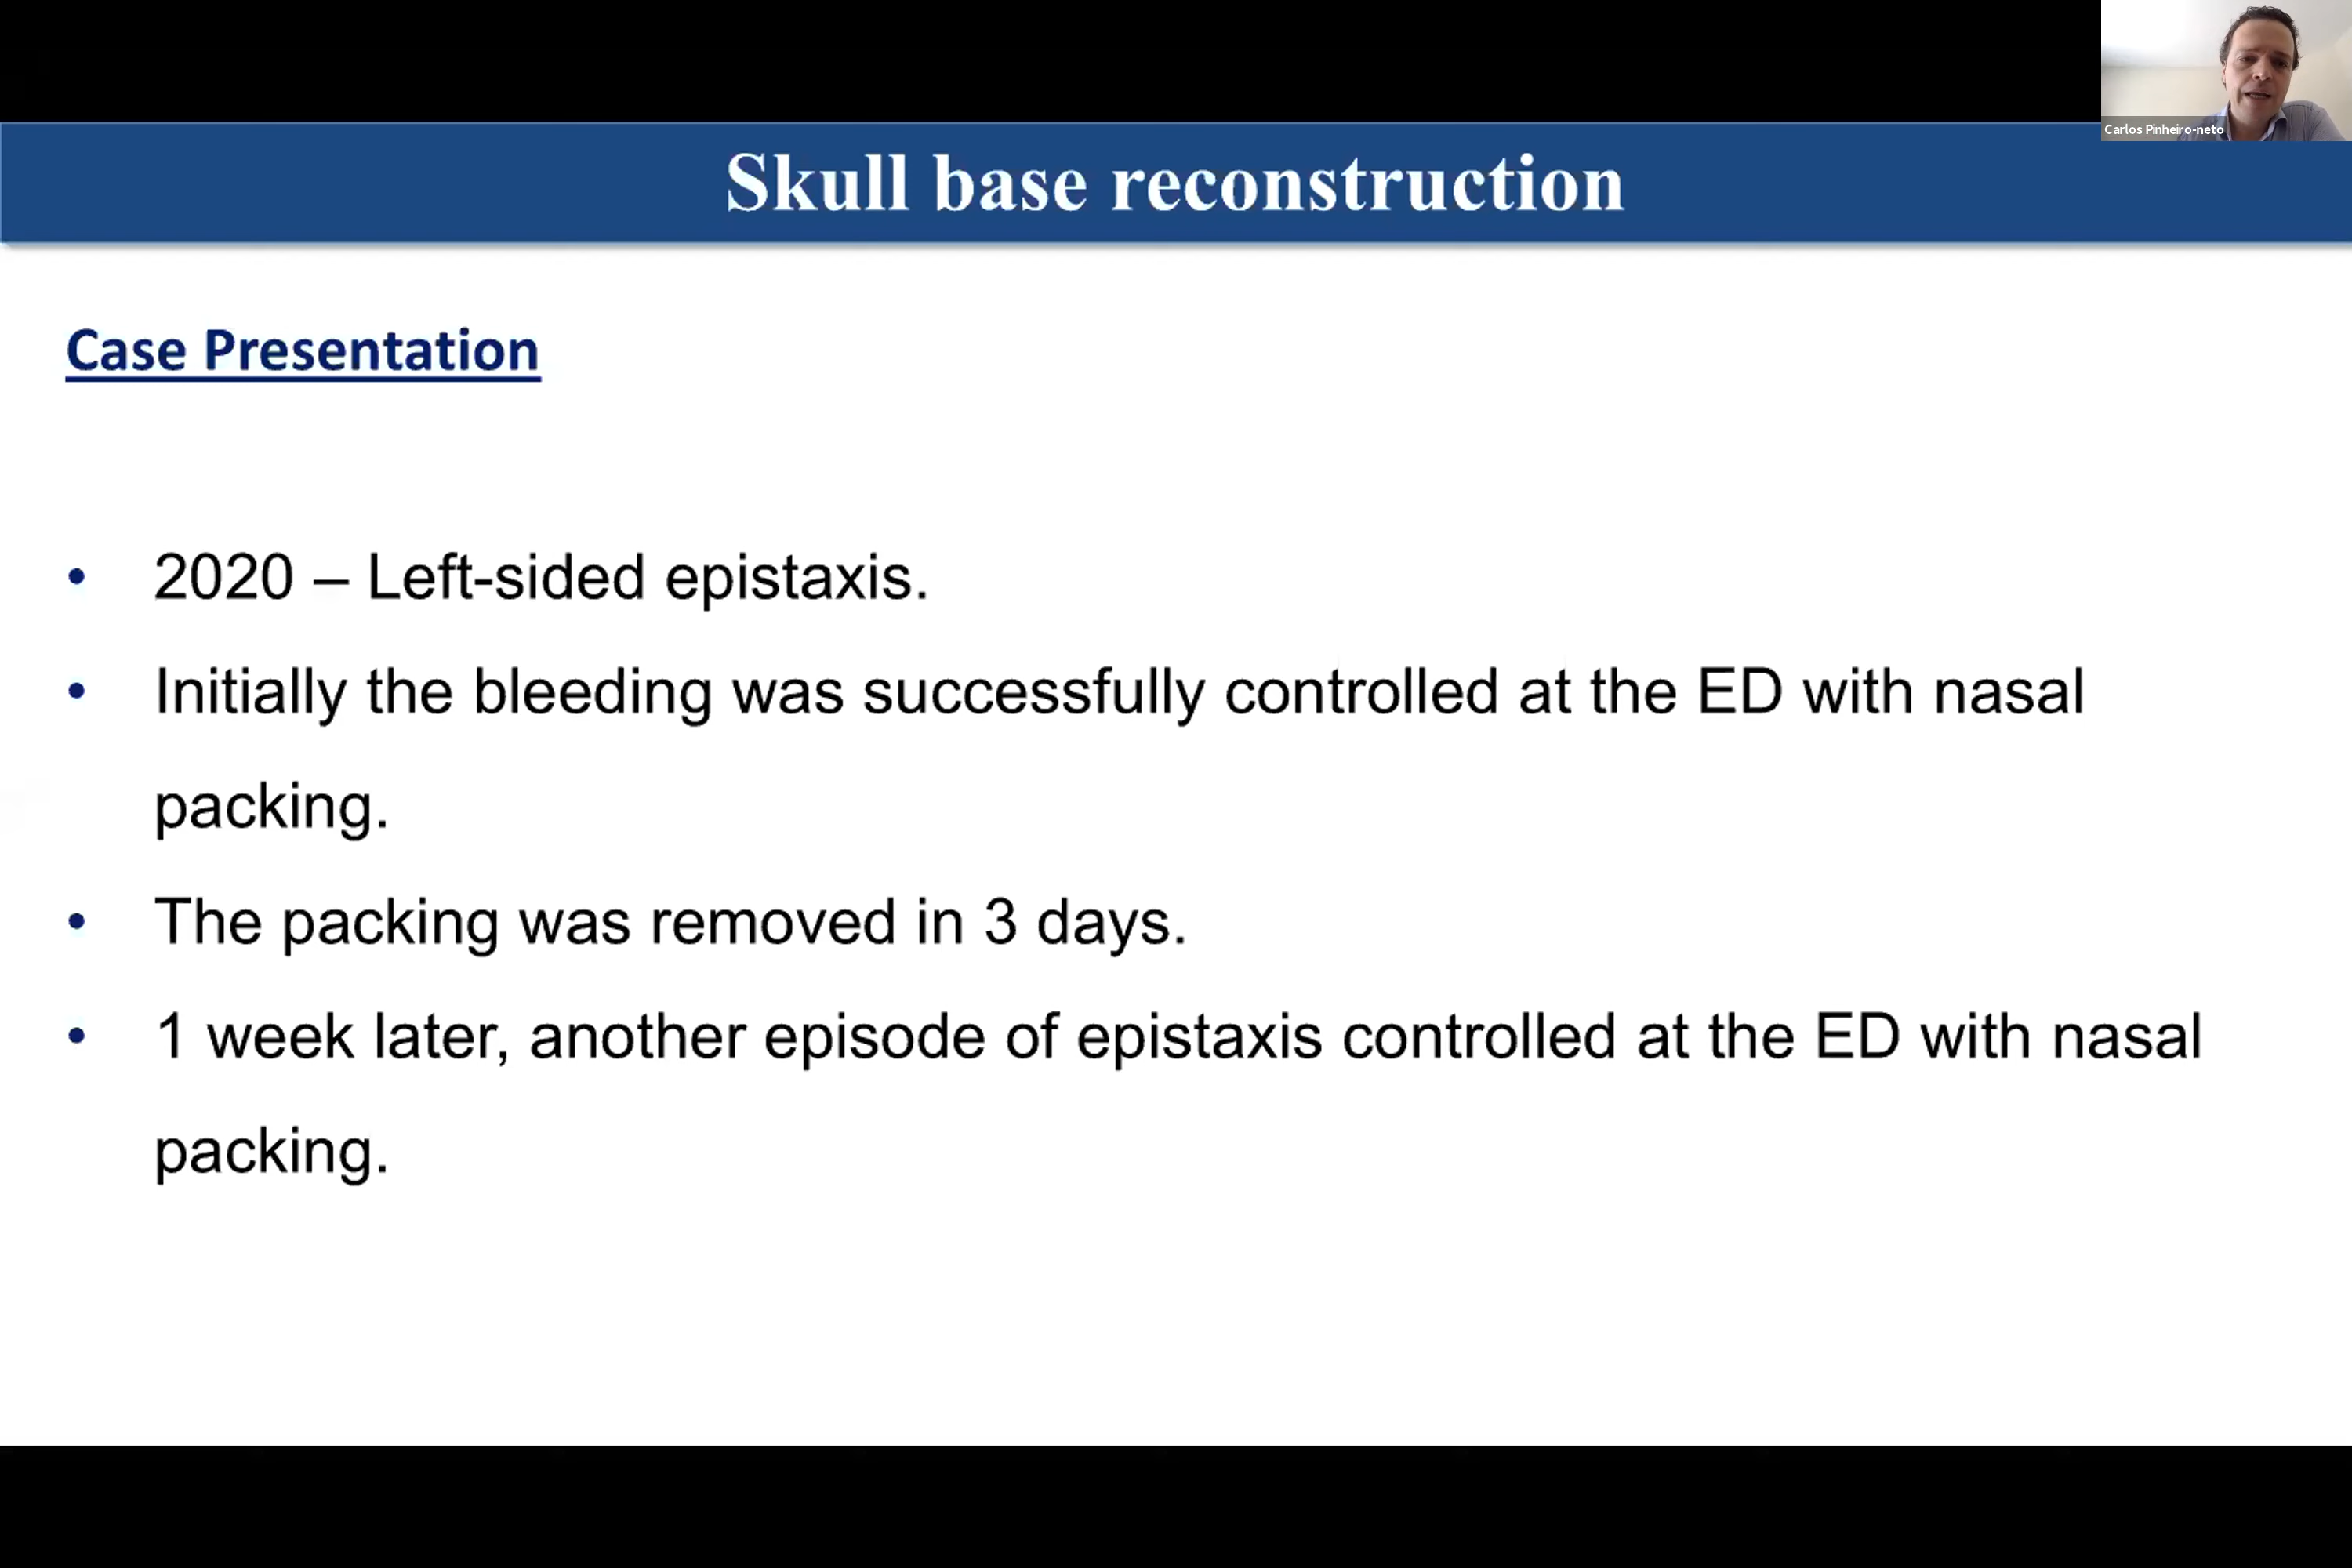 Carlos Pinheiro-neto
Skull base reconstruction
Case Presentation
• 2020 – Left-sided epistaxis.
• Initially the bleeding was successfully controlled at the ED with nasal
packing.
• The packing was removed in 3 days.
• 1 week later, another episode of epistaxis controlled at the ED with nasal
packing.